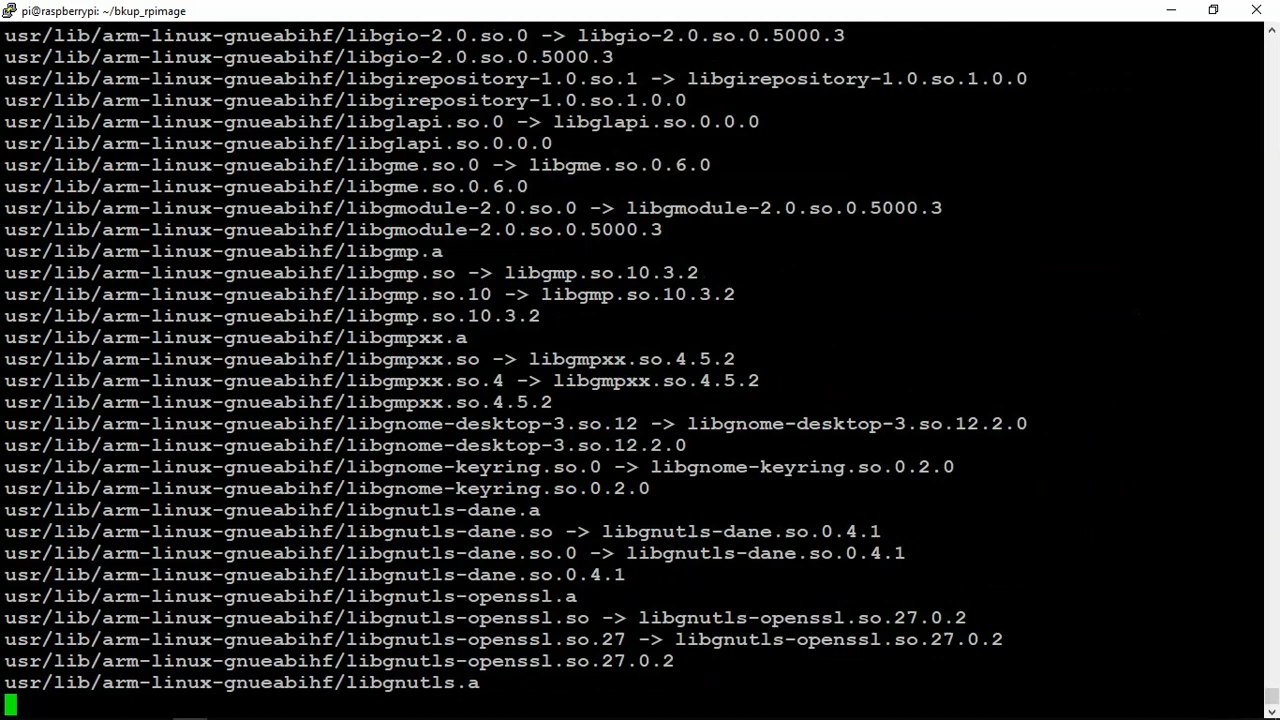 pi@raspberrypi: ~/bkup_rpimage
usr/lib/arm-linux-gnueabihf/libgio-2.0.so.0 -> libgio-2.0.so.0.5000.3
usr/lib/arm-linux-gnueabihf/libgio-2.0.so.0.5000.3
usr/lib/arm-linux-gnueabihf/libgirepository-1.0.so.1 -> libgirepository-1.0.so.1.0.0
usr/lib/arm-linux-gnueabihf/libgirepository-1.0.so.1.0.0
usr/lib/arm-linux-gnueabihf/libglapi.so.0 -> libglapi.so.0.0.0
usr/lib/arm-linux-gnueabihf/libglapi.so.0.0.0
usr/lib/arm-linux-gnueabihf/libgme.so.0 -> libgme.so.0.6.0
usr/lib/arm-linux-gnueabihf/libgme.so.0.6.0
usr/lib/arm-linux-gnueabihf/libgmodule-2.0.so.0 -> libgmodule-2.0.so.0.5000.3
usr/lib/arm-linux-gnueabihf/libgmodule-2.0.so.0.5000.3
usr/lib/arm-linux-gnueabihf/libgmp.a
usr/lib/arm-linux-gnueabihf/libgmp.so -> libgmp.so.10.3.2
usr/lib/arm-linux-gnueabihf/libgmp.so.10 -> libgmp.so.10.3.2
usr/lib/arm-linux-gnueabihf/libgmp.so.10.3.2
usr/lib/arm-linux-gnueabihf/libgmpxx.a
usr/lib/arm-linux-gnueabihf/libgmpxx.so -> libgmpxx.so.4.5.2
usr/lib/arm-linux-gnueabihf/libgmpxx.so.4 -> libgmpxx.so.4.5.2
usr/lib/arm-linux-gnueabihf/libgmpxx.so.4.5.2
usr/lib/arm-linux-gnueabihf/libgnome-desktop-3.so.12 -> libgnome-desktop-3.so.12.2.0
usr/lib/arm-linux-gnueabihf/libgnome-desktop-3.so.12.2.0
usr/lib/arm-linux-gnueabihf/libgnome-keyring.so.0 -> libgnome-keyring.so.0.2.0
usr/lib/arm-linux-gnueabihf/libgnome-keyring.so.0.2.0
usr/lib/arm-linux-gnueabihf/libgnutls-dane.a
usr/lib/arm-linux-gnueabihf/libgnutls-dane.so -> libgnutls-dane.so.0.4.1
usr/lib/arm-linux-gnueabihf/libgnutls-dane.so.0 -> libgnutls-dane.so.0.4.1
usr/lib/arm-linux-gnueabihf/libgnutls-dane.so.0.4.1
usr/lib/arm-linux-gnueabihf/libgnutls-openssl.a
usr/lib/arm-linux-gnueabihf/libgnutls-openssl.so -> libgnutls-openssl.so.27.0.2
usr/lib/arm-linux-gnueabihf/libgnutls-openssl.so.27 -> libgnutls-openssl.so.27.0.2
usr/lib/arm-linux-gnueabihf/libgnutls-openssl.so.27.0.2
usr/lib/arm-linux-gnueabihf/libgnutls.a